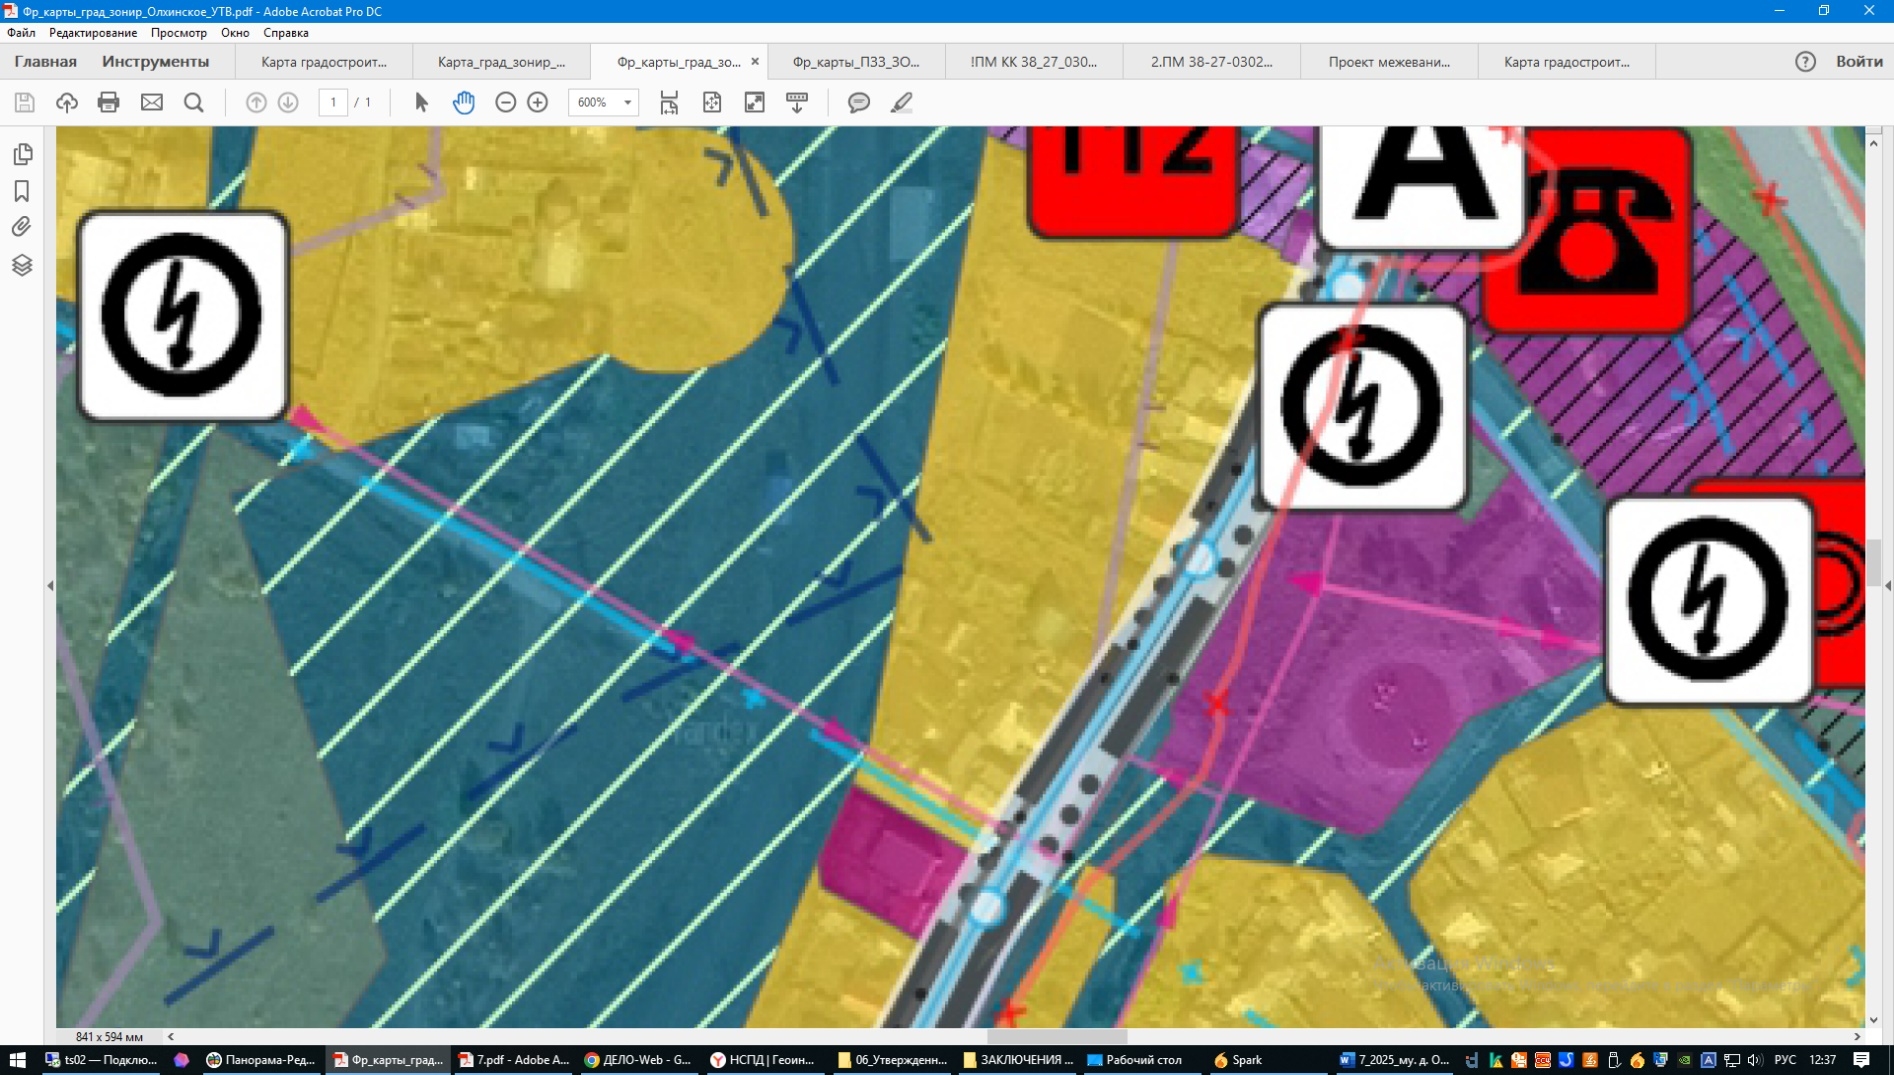 Фр_карты_град_зонир_Олхинское_УТВ.pdf - Adobe Acrobat Pro DC
Файл Редактирование Просмотр Окно Справка
Главная Инструменты Карта градостроит... Карта_град_зонир_... Фр_карты_град_зо... × Фр_карты_ПЗЗ_ЗО... !ПМ КК 38_27_030... 2.ПМ 38-27-0302... Проект межевани... Карта градостроит... ? Войти
1 / 1 600%
112 А
Yandex
841 x 594 мм
ts02 — Подклю... Панорама-Ред... Фр_карты_град... 7.pdf - Adobe A... ДЕЛО-Web - G... НСПД | Геоин... 06_Утвержденн... ЗАКЛЮЧЕНИЯ ... Рабочий стол Spark 7_2025_му. д. О... РУС 12:37